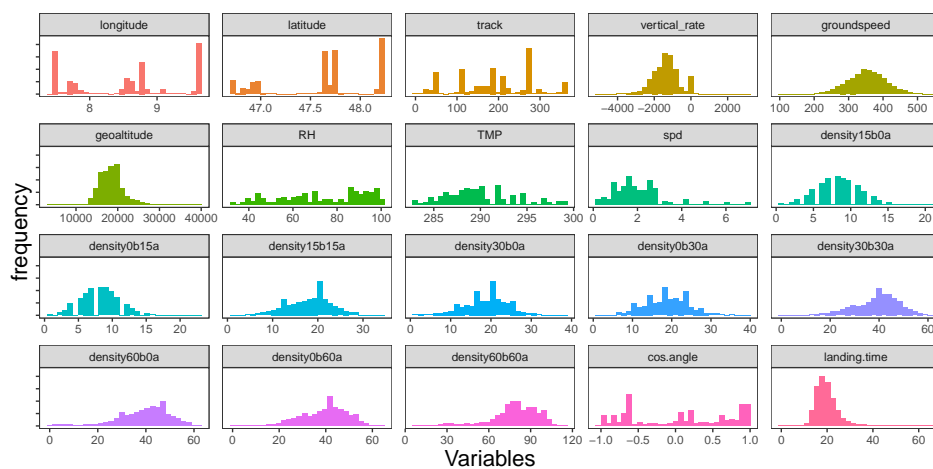 longitude latitude track vertical_rate groundspeed
8 9 47.0 47.5 48.0 0 100 200 300 −4000 −2000 0 2000 100 200 300 400 500
geoaltitude RH TMP spd density15b0a
10000 20000 30000 40000 40 60 80 100 285 290 295 299 0 2 4 6 0 5 10 15 20
density0b15a density15b15a density30b0a density0b30a density30b30a
0 5 10 15 20 0 10 20 30 0 10 20 30 40 0 10 20 30 40 0 20 40 60
density60b0a density0b60a density60b60a cos.angle landing.time
0 20 40 60 0 20 40 60 0 30 60 90 120 −1.0 −0.5 0.0 0.5 1.0 0 20 40 60
frequency
Variables